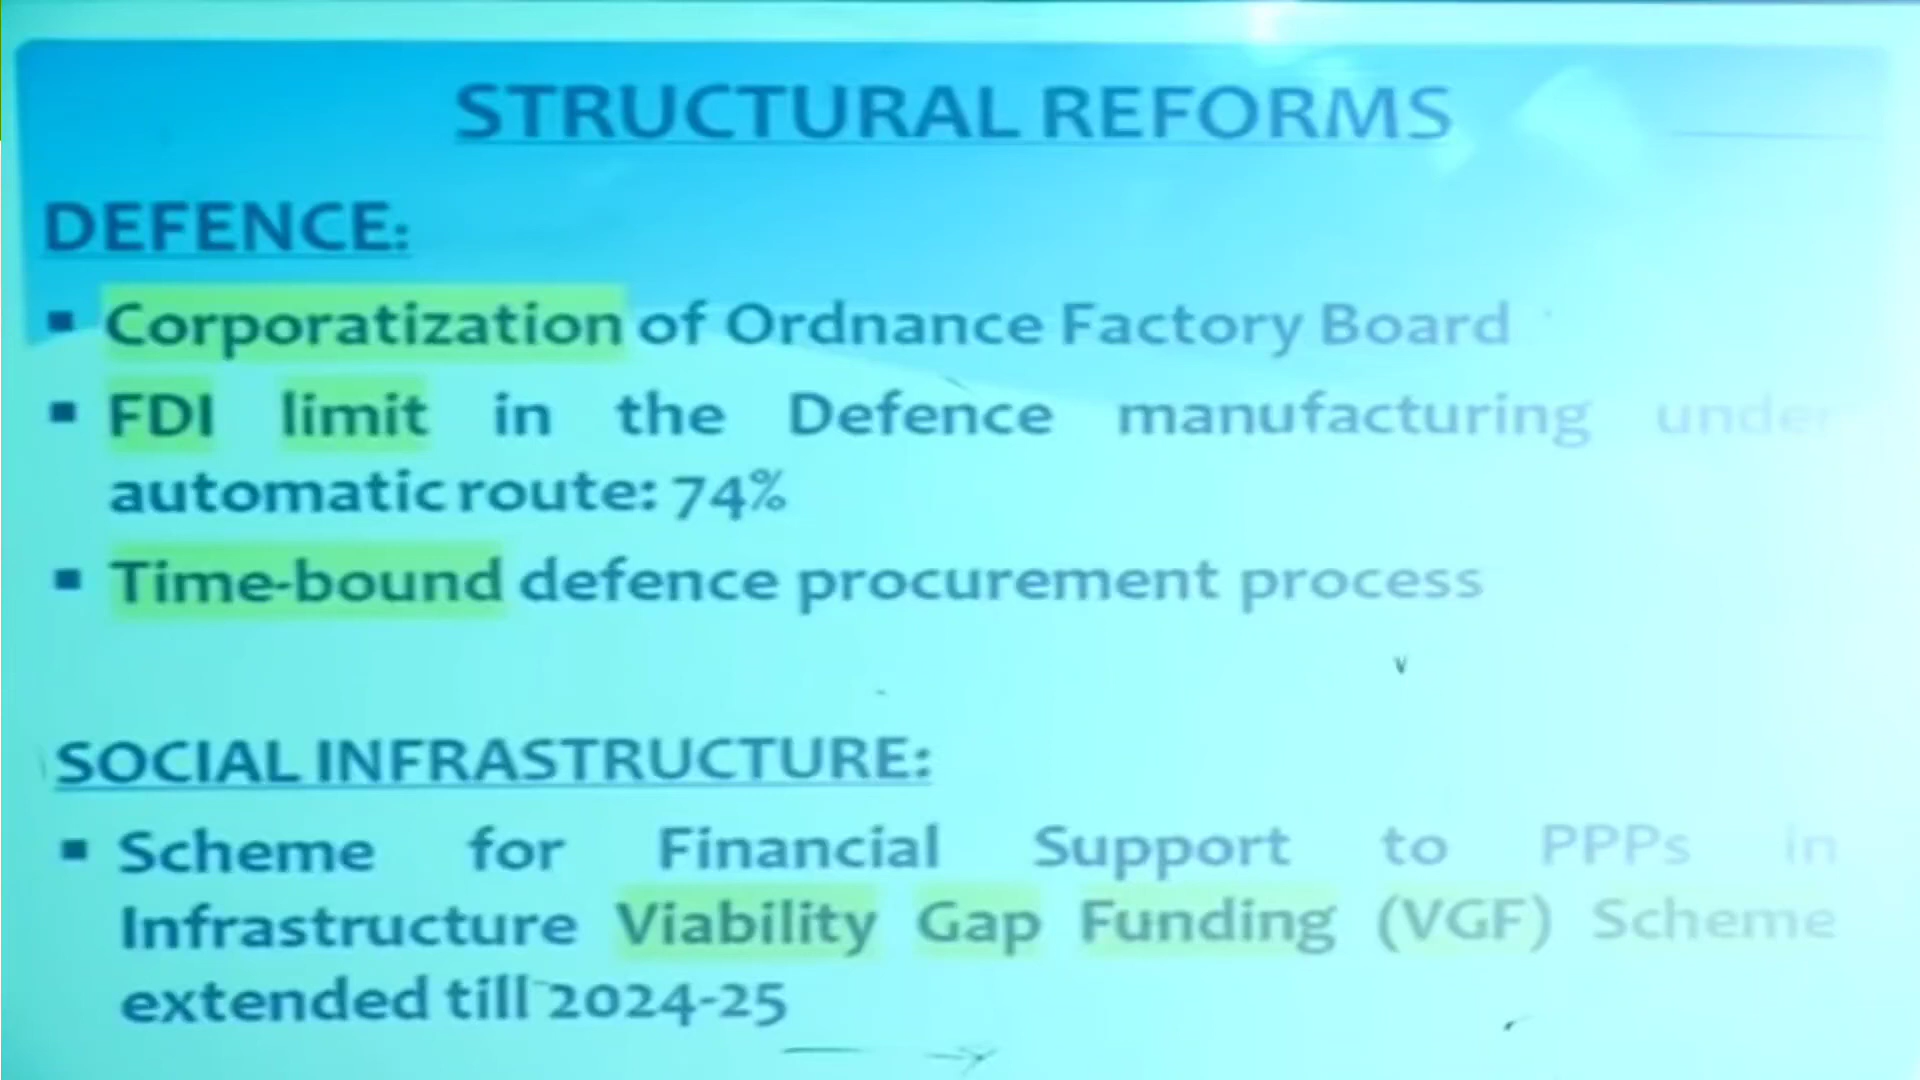 STRUCTURAL REFORMS
DEFENCE:
▪ Corporatization of Ordnance Factory Board
▪ FDI limit in the Defence manufacturing under
automatic route: 74%
▪ Time-bound defence procurement process
SOCIAL INFRASTRUCTURE:
▪ Scheme for Financial Support to PPPs in
Infrastructure Viability Gap Funding (VGF) Scheme
extended till 2024-25